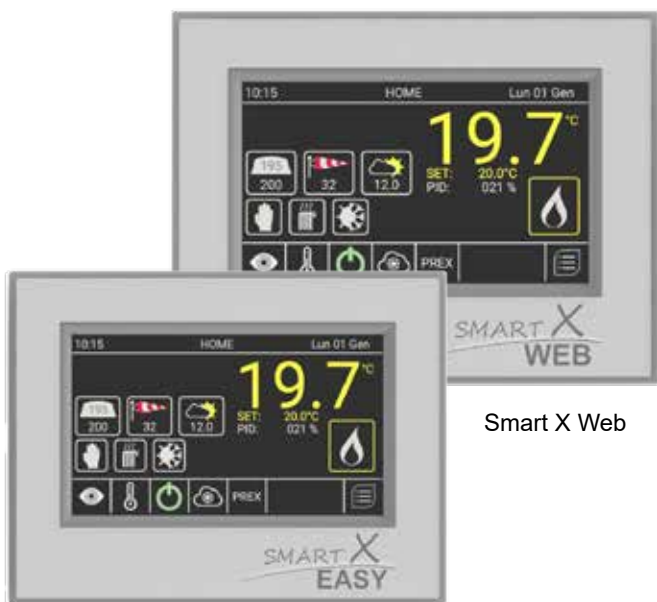 10:15 HOME Lun 01 Gen
19.7 °C
195
200 32 12.0
SET: 20.0°C
PID: 021 %
PREX
SMART X
WEB
Smart X Web
10:15 HOME Lun 01 Gen
19.7 °C
195
200 32 12.0
SET: 20.0°C
PID: 021 %
PREX
SMART X
EASY